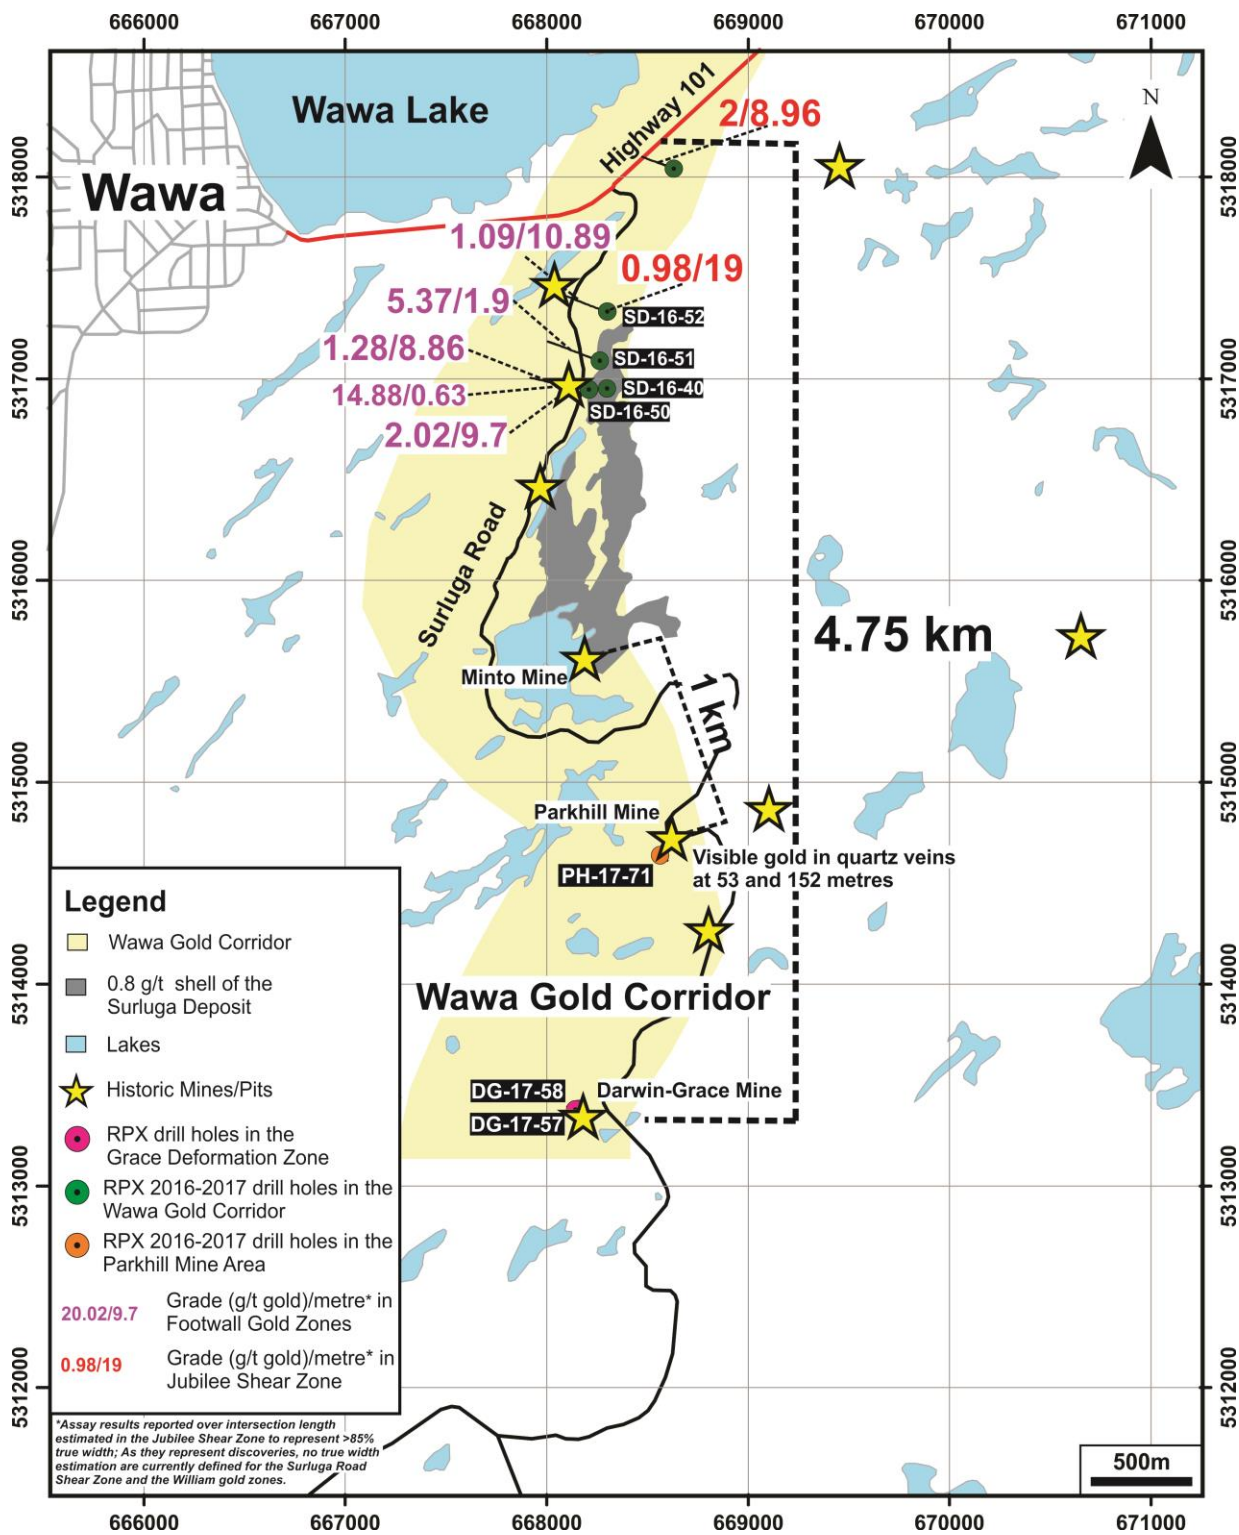 666000 667000 668000 669000 670000 671000
N
Highway 101
2/8.96
Wawa Lake
Wawa
5318000
5318000
1.09/10.89
0.98/19
5.37/1.9
SD-16-52
1.28/8.86
SD-16-51
5317000
5317000
14.88/0.63
SD-16-40
SD-16-50
2.02/9.7
Surluga Road
5316000
5316000
4.75 km
Minto Mine
1 km
5315000
5315000
Parkhill Mine
Visible gold in quartz veins
at 53 and 152 metres
PH-17-71
5314000
5314000
Wawa Gold Corridor
DG-17-58
Darwin-Grace Mine
DG-17-57
5313000
5313000
5312000
5312000
Legend
Wawa Gold Corridor
0.8 g/t shell of the
Surluga Deposit
Lakes
Historic Mines/Pits
RPX drill holes in the
Grace Deformation Zone
RPX 2016-2017 drill holes in the
Wawa Gold Corridor
RPX 2016-2017 drill holes in the
Parkhill Mine Area
20.02/9.7 Grade (g/t gold)/metre* in
Footwall Gold Zones
0.98/19 Grade (g/t gold)/metre* in
Jubilee Shear Zone
*Assay results reported over intersection length
estimated in the Jubilee Shear Zone to represent >85%
true width; As they represent discoveries, no true width
estimation are currently defined for the Surluga Road
Shear Zone and the William gold zones.
500m
666000 667000 668000 669000 670000 671000